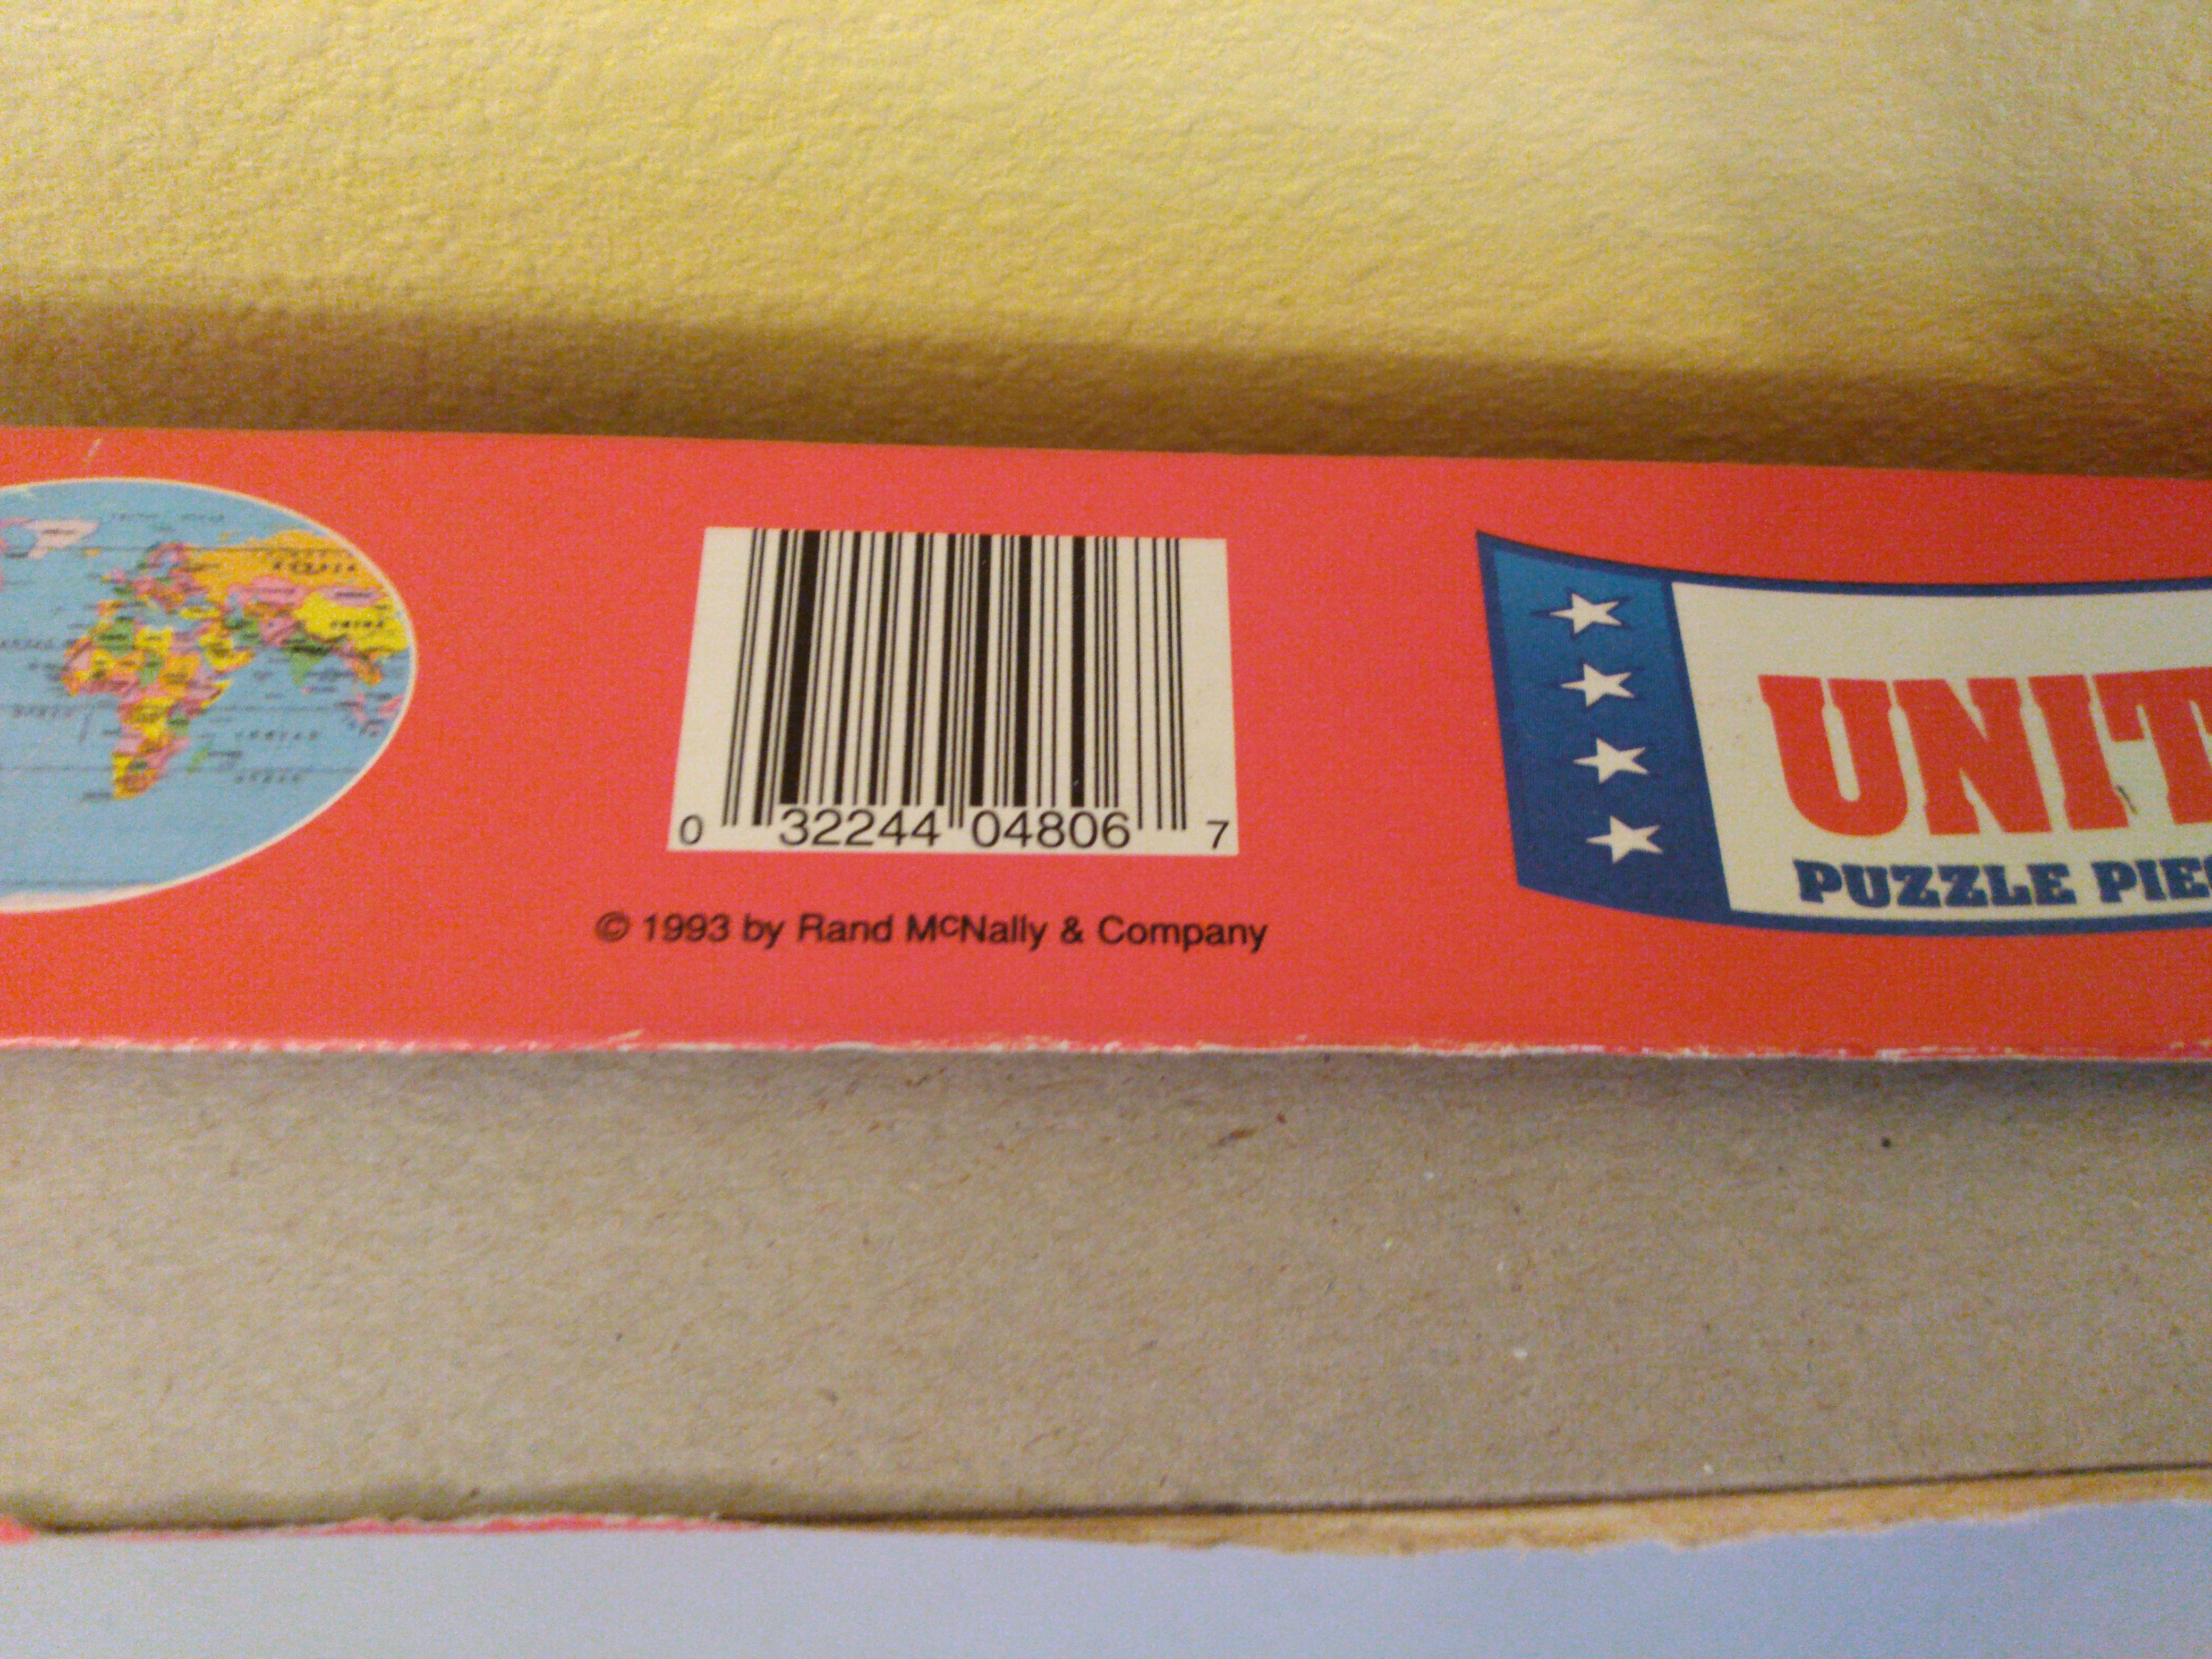 0 32244 04806 7
© 1993 by Rand McNally & Company
UNIT
PUZZLE PIE